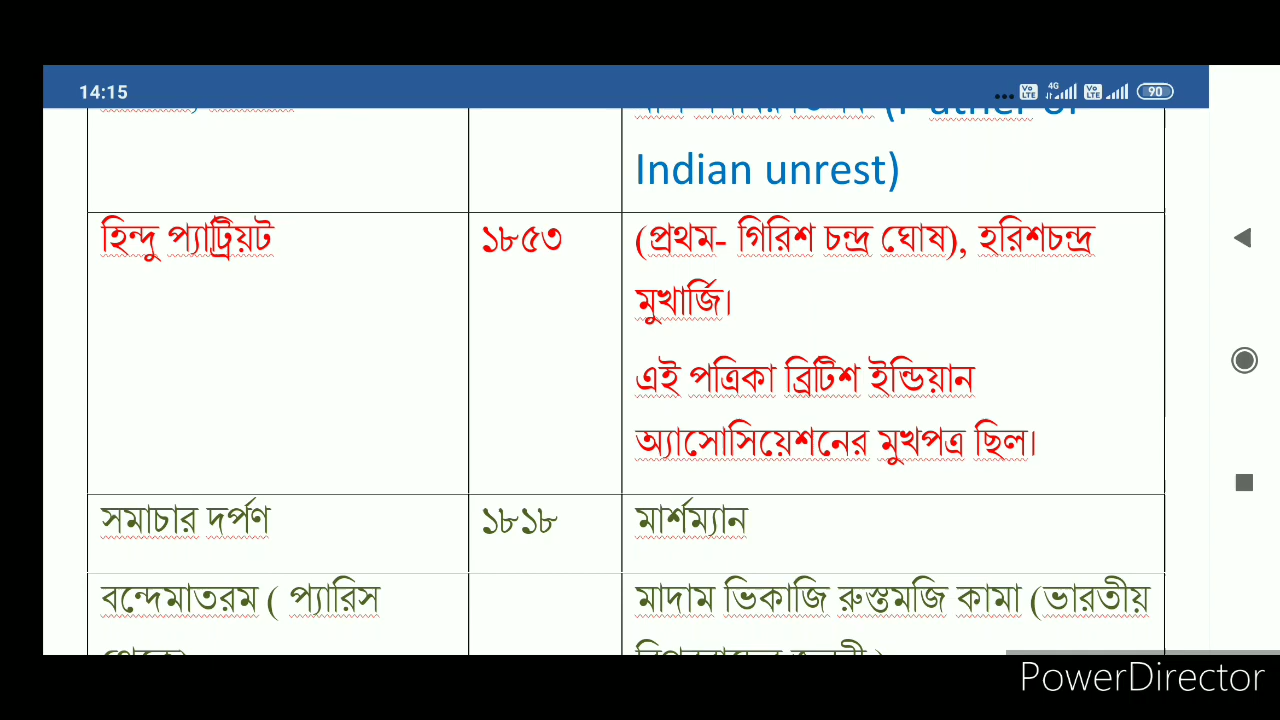 14:15
90
Indian unrest)
হিন্দু প্যাট্রিয়ট ১৮৫৩ (প্রথম- গিরিশ চন্দ্র ঘোষ), হরিশচন্দ্র
মুখার্জি।
এই পত্রিকা ব্রিটিশ ইন্ডিয়ান
অ্যাসোসিয়েশনের মুখপত্র ছিল।
সমাচার দর্পণ ১৮১৮ মার্শম্যান
বন্দেমাতরম ( প্যারিস মাদাম ভিকাজি রুস্তমজি কামা (ভারতীয়
PowerDirector